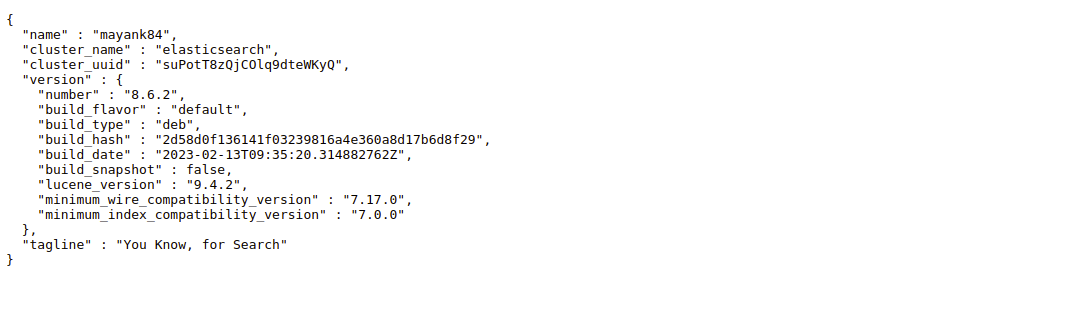 {
  "name" : "mayank84",
  "cluster_name" : "elasticsearch",
  "cluster_uuid" : "suPotT8zQjCOlq9dteWKyQ",
  "version" : {
    "number" : "8.6.2",
    "build_flavor" : "default",
    "build_type" : "deb",
    "build_hash" : "2d58d0f136141f03239816a4e360a8d17b6d8f29",
    "build_date" : "2023-02-13T09:35:20.314882762Z",
    "build_snapshot" : false,
    "lucene_version" : "9.4.2",
    "minimum_wire_compatibility_version" : "7.17.0",
    "minimum_index_compatibility_version" : "7.0.0"
  },
  "tagline" : "You Know, for Search"
}